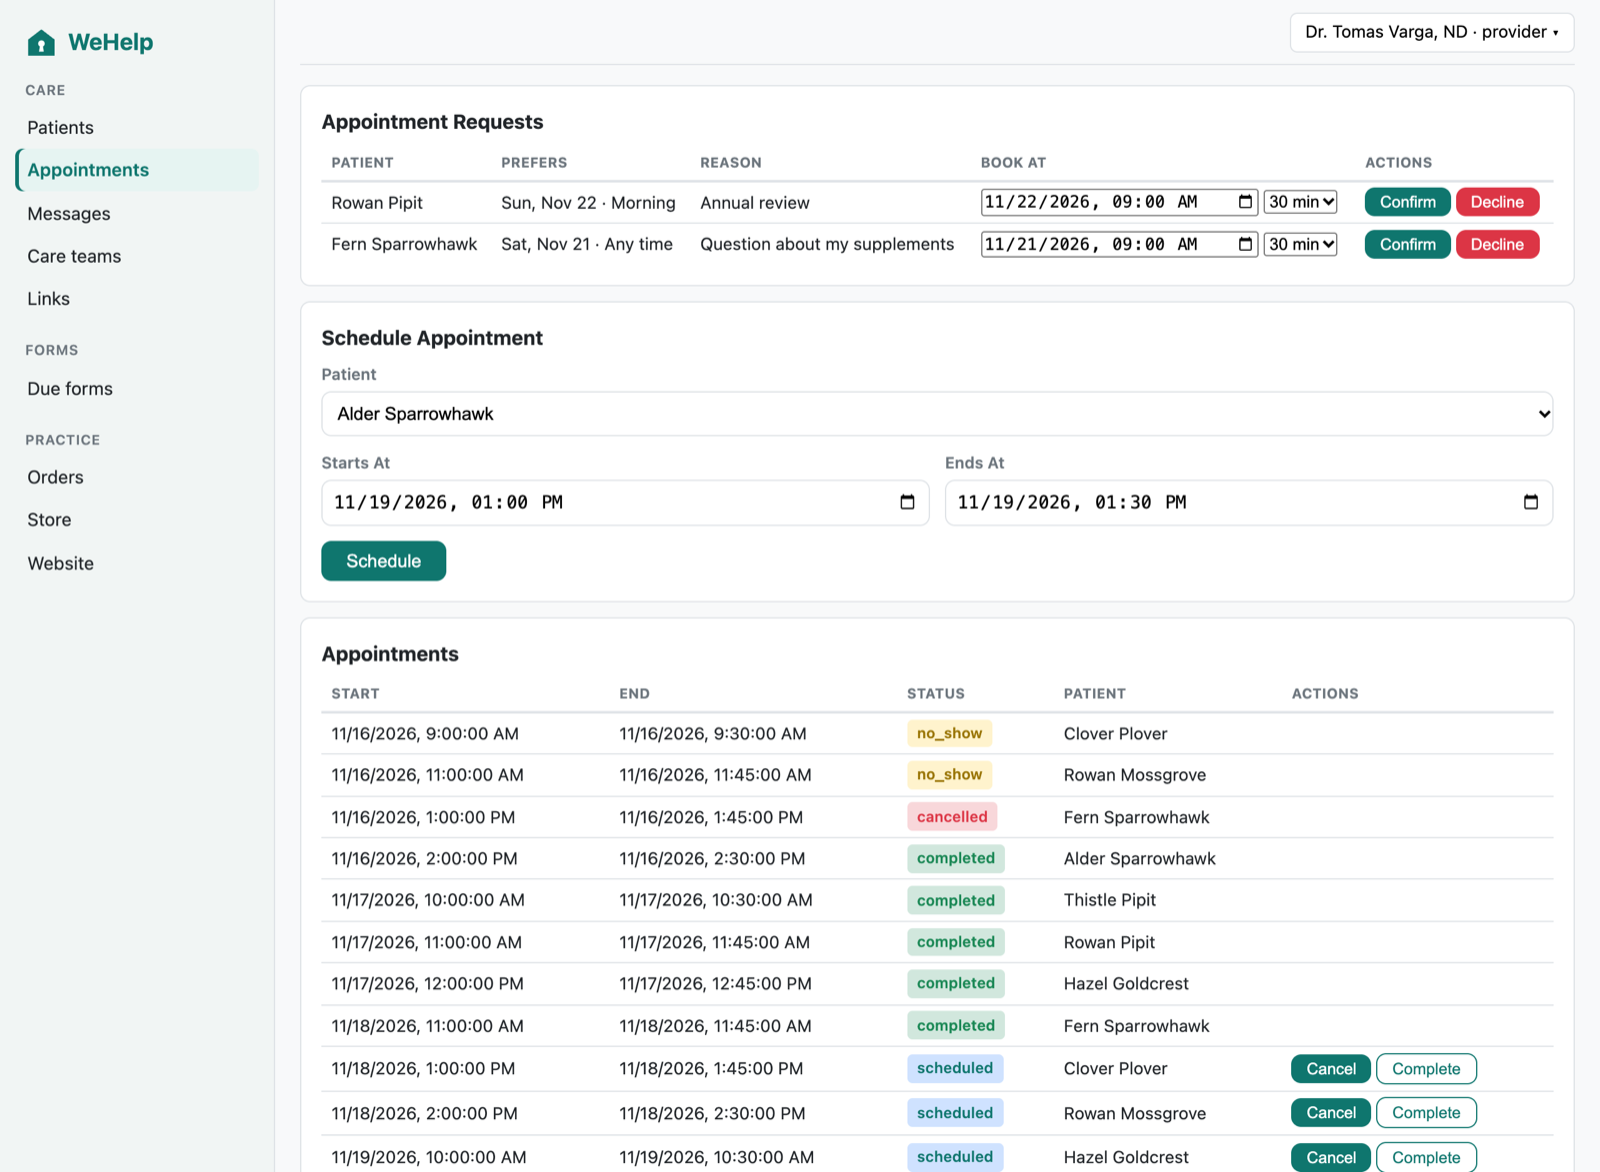 WeHelp
Dr. Tomas Varga, ND · provider ▾
CARE
Patients
Appointments
Messages
Care teams
Links
FORMS
Due forms
PRACTICE
Orders
Store
Website
Appointment Requests
PATIENT PREFERS REASON BOOK AT ACTIONS
Rowan Pipit Sun, Nov 22 · Morning Annual review 11/22/2026, 09:00 AM 30 min Confirm Decline
Fern Sparrowhawk Sat, Nov 21 · Any time Question about my supplements 11/21/2026, 09:00 AM 30 min Confirm Decline
Schedule Appointment
Patient
Alder Sparrowhawk
Starts At Ends At
11/19/2026, 01:00 PM 11/19/2026, 01:30 PM
Schedule
Appointments
START END STATUS PATIENT ACTIONS
11/16/2026, 9:00:00 AM 11/16/2026, 9:30:00 AM no_show Clover Plover
11/16/2026, 11:00:00 AM 11/16/2026, 11:45:00 AM no_show Rowan Mossgrove
11/16/2026, 1:00:00 PM 11/16/2026, 1:45:00 PM cancelled Fern Sparrowhawk
11/16/2026, 2:00:00 PM 11/16/2026, 2:30:00 PM completed Alder Sparrowhawk
11/17/2026, 10:00:00 AM 11/17/2026, 10:30:00 AM completed Thistle Pipit
11/17/2026, 11:00:00 AM 11/17/2026, 11:45:00 AM completed Rowan Pipit
11/17/2026, 12:00:00 PM 11/17/2026, 12:45:00 PM completed Hazel Goldcrest
11/18/2026, 11:00:00 AM 11/18/2026, 11:45:00 AM completed Fern Sparrowhawk
11/18/2026, 1:00:00 PM 11/18/2026, 1:45:00 PM scheduled Clover Plover Cancel Complete
11/18/2026, 2:00:00 PM 11/18/2026, 2:30:00 PM scheduled Rowan Mossgrove Cancel Complete
11/19/2026, 10:00:00 AM 11/19/2026, 10:30:00 AM scheduled Hazel Goldcrest Cancel Complete